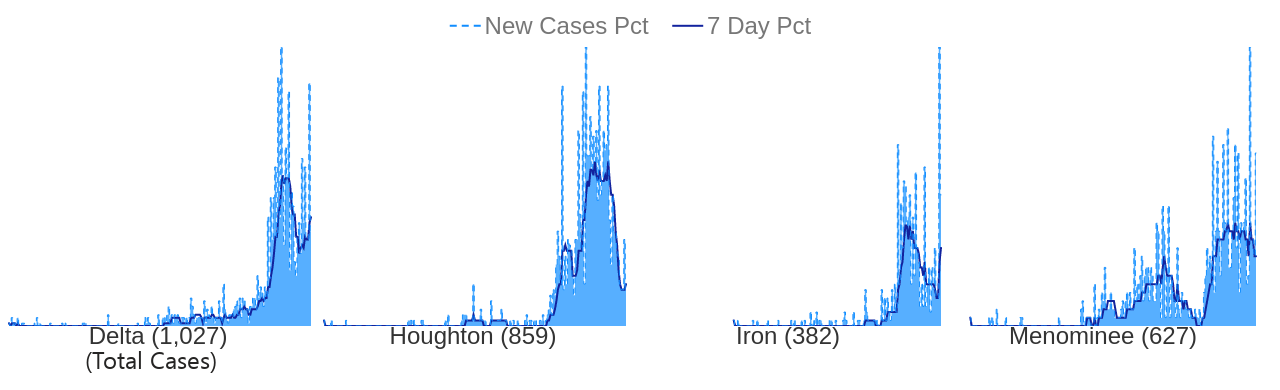 New Cases Pct 7 Day Pct
Delta (1,027) Houghton (859) Iron (382) Menominee (627)
(Total Cases)